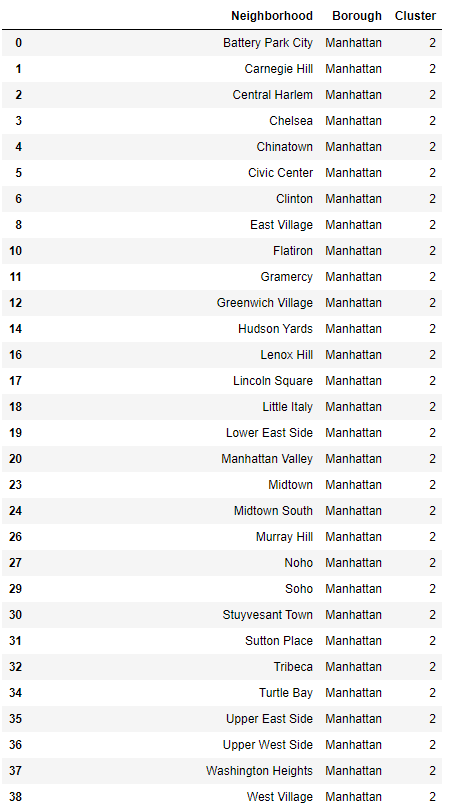 Neighborhood Borough Cluster
0 Battery Park City Manhattan 2
1 Carnegie Hill Manhattan 2
2 Central Harlem Manhattan 2
3 Chelsea Manhattan 2
4 Chinatown Manhattan 2
5 Civic Center Manhattan 2
6 Clinton Manhattan 2
8 East Village Manhattan 2
10 Flatiron Manhattan 2
11 Gramercy Manhattan 2
12 Greenwich Village Manhattan 2
14 Hudson Yards Manhattan 2
16 Lenox Hill Manhattan 2
17 Lincoln Square Manhattan 2
18 Little Italy Manhattan 2
19 Lower East Side Manhattan 2
20 Manhattan Valley Manhattan 2
23 Midtown Manhattan 2
24 Midtown South Manhattan 2
26 Murray Hill Manhattan 2
27 Noho Manhattan 2
29 Soho Manhattan 2
30 Stuyvesant Town Manhattan 2
31 Sutton Place Manhattan 2
32 Tribeca Manhattan 2
34 Turtle Bay Manhattan 2
35 Upper East Side Manhattan 2
36 Upper West Side Manhattan 2
37 Washington Heights Manhattan 2
38 West Village Manhattan 2